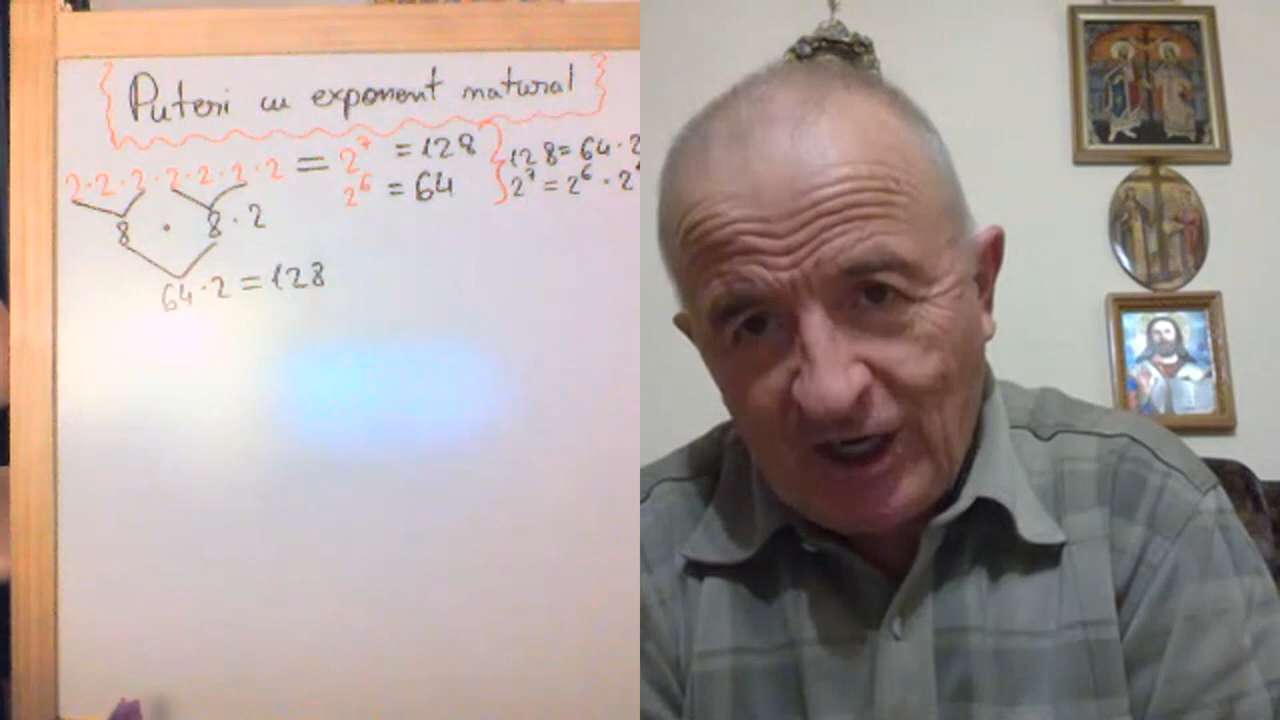 Puteri cu exponent natural
2·2·2·2·2·2·2 = 2⁷ = 128
2⁶ = 64
128 = 64·2
2⁷ = 2⁶ · 2
8 · 8 · 2
64·2 = 128